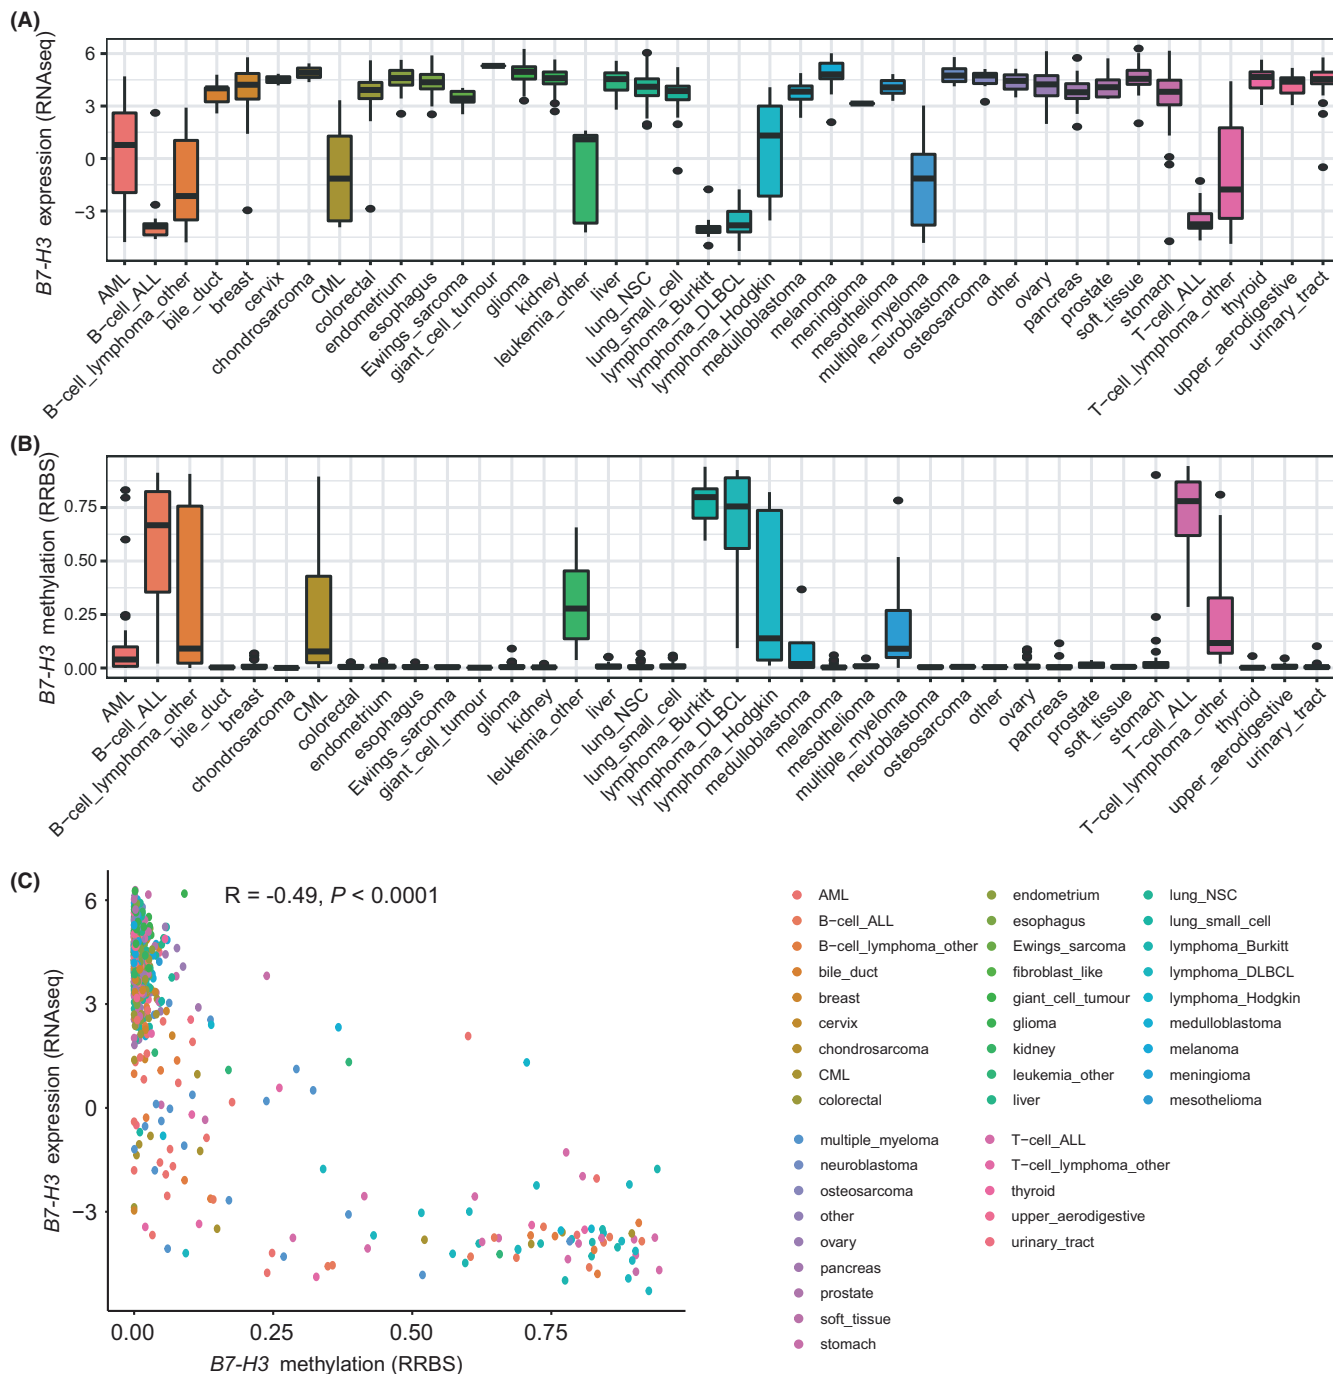 (A)
B7-H3 expression (RNAseq)
6
3
0
−3
AML
B−cell_ALL
B−cell_lymphoma_other
bile_duct
breast
cervix
chondrosarcoma
CML
colorectal
endometrium
esophagus
Ewings_sarcoma
giant_cell_tumour
glioma
kidney
leukemia_other
liver
lung_NSC
lung_small_cell
lymphoma_Burkitt
lymphoma_DLBCL
lymphoma_Hodgkin
medulloblastoma
melanoma
meningioma
mesothelioma
multiple_myeloma
neuroblastoma
osteosarcoma
other
ovary
pancreas
prostate
soft_tissue
stomach
T−cell_ALL
T−cell_lymphoma_other
thyroid
upper_aerodigestive
urinary_tract
(B)
B7-H3 methylation (RRBS)
0.75
0.50
0.25
0.00
AML
B−cell_ALL
B−cell_lymphoma_other
bile_duct
breast
chondrosarcoma
CML
colorectal
endometrium
esophagus
Ewings_sarcoma
giant_cell_tumour
glioma
kidney
leukemia_other
liver
lung_NSC
lung_small_cell
lymphoma_Burkitt
lymphoma_DLBCL
lymphoma_Hodgkin
medulloblastoma
melanoma
mesothelioma
multiple_myeloma
neuroblastoma
osteosarcoma
other
ovary
pancreas
prostate
soft_tissue
stomach
T−cell_ALL
T−cell_lymphoma_other
thyroid
upper_aerodigestive
urinary_tract
(C)
R = -0.49, P < 0.0001
B7-H3 expression (RNAseq)
6
3
0
−3
0.00
0.25
0.50
0.75
B7-H3 methylation (RRBS)
AML
B-cell_ALL
B-cell_lymphoma_other
bile_duct
breast
cervix
chondrosarcoma
CML
colorectal
endometrium
esophagus
Ewings_sarcoma
fibroblast_like
giant_cell_tumour
glioma
kidney
leukemia_other
liver
lung_NSC
lung_small_cell
lymphoma_Burkitt
lymphoma_DLBCL
lymphoma_Hodgkin
medulloblastoma
melanoma
meningioma
mesothelioma
multiple_myeloma
neuroblastoma
osteosarcoma
other
ovary
pancreas
prostate
soft_tissue
stomach
T-cell_ALL
T-cell_lymphoma_other
thyroid
upper_aerodigestive
urinary_tract